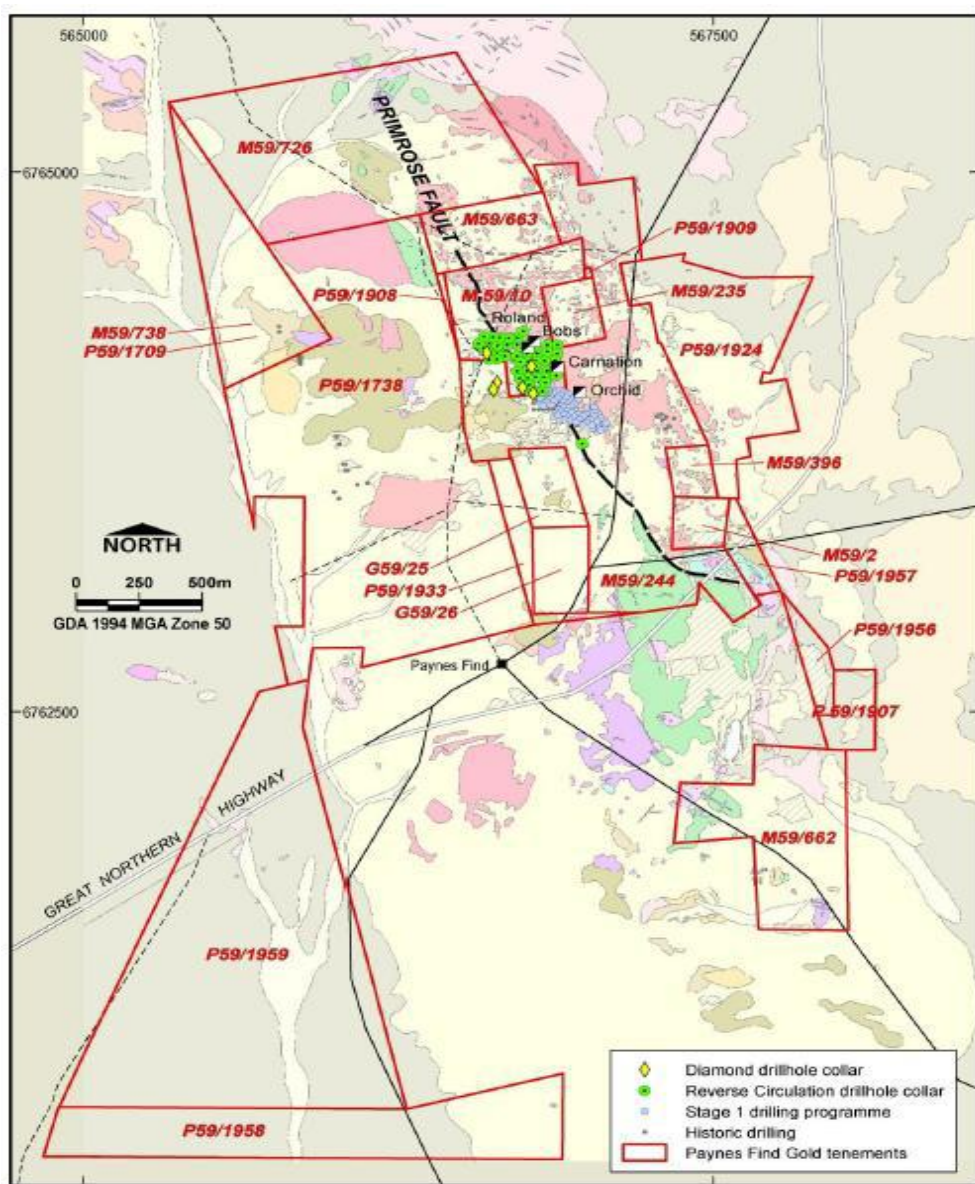 565000
567500
6765000
PRIMROSE FAULT
M59/726
M59/663
P59/1909
P59/1908
M 59/10
M59/235
Roland
Bobs
M59/738
P59/1709
P59/1924
Carnation
P59/1738
Orchid
M59/396
NORTH
M59/2
G59/25
P59/1957
P59/1933
M59/244
0 250 500m
G59/26
GDA 1994 MGA Zone 50
P59/1956
Paynes Find
6762500
P 59/1907
GREAT NORTHERN HIGHWAY
M59/662
P59/1959
Diamond drillhole collar
Reverse Circulation drillhole collar
Stage 1 drilling programme
Historic drilling
Paynes Find Gold tenements
P59/1958